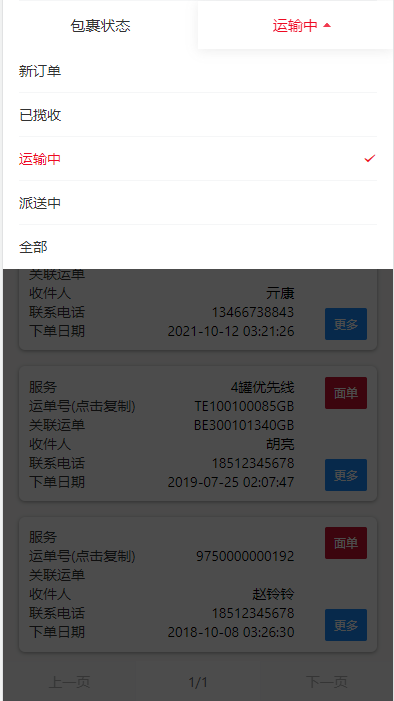 包裹状态 运输中
新订单
已揽收
运输中
派送中
全部
关联运单
收件人 亓康
联系电话 13466738843
下单日期 2021-10-12 03:21:26 更多
服务 4罐优先线 面单
运单号(点击复制) TE100100085GB
关联运单 BE300101340GB
收件人 胡亮
联系电话 18512345678
下单日期 2019-07-25 02:07:47 更多
服务 面单
运单号(点击复制) 9750000000192
关联运单
收件人 赵铃铃
联系电话 18512345678
下单日期 2018-10-08 03:26:30 更多
上一页 1/1 下一页